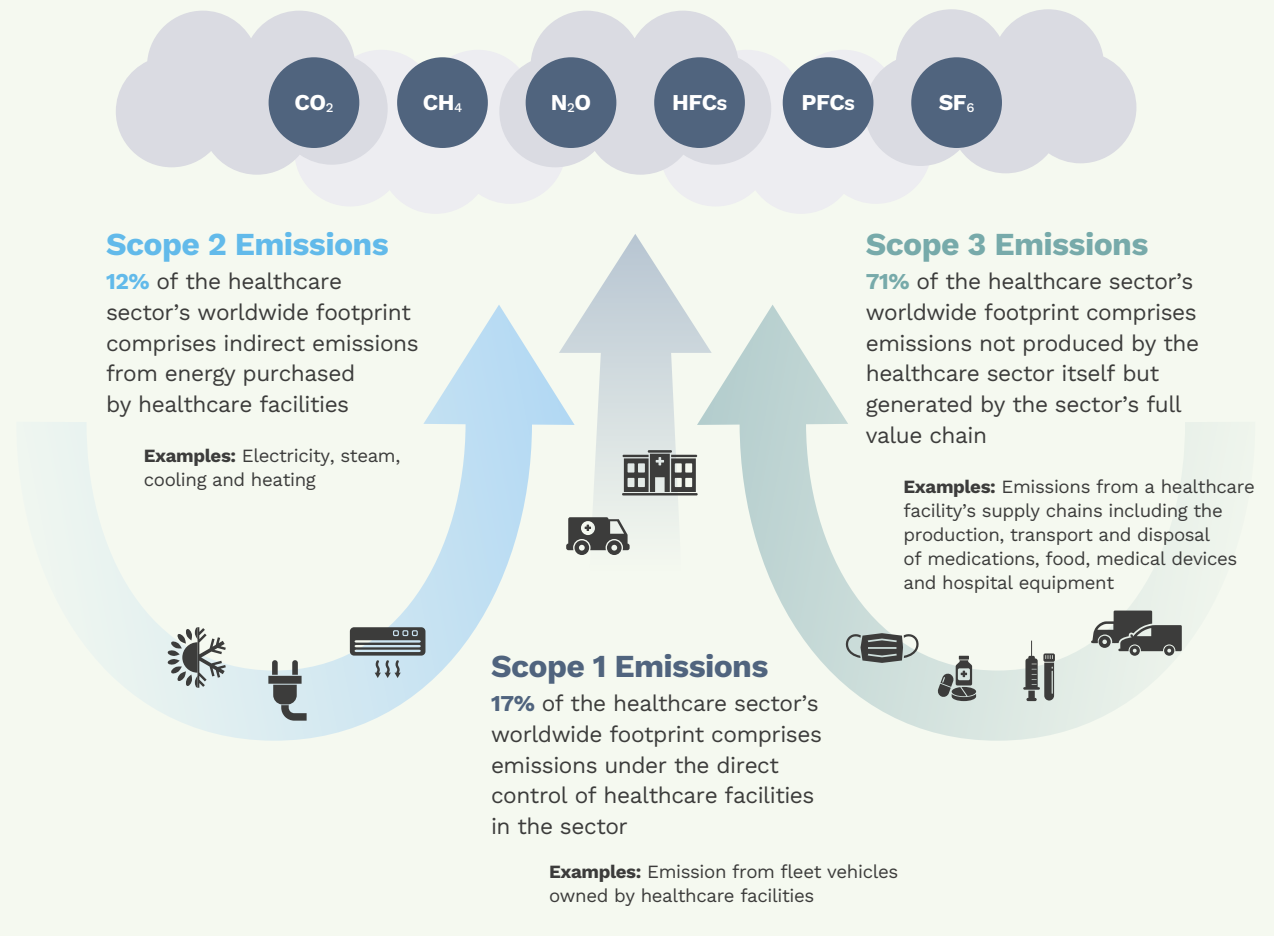 CO₂
CH₄
N₂O
HFCs
PFCs
SF₆
Scope 2 Emissions
12% of the healthcare
sector’s worldwide footprint
comprises indirect emissions
from energy purchased
by healthcare facilities
Examples: Electricity, steam,
cooling and heating
Scope 3 Emissions
71% of the healthcare sector’s
worldwide footprint comprises
emissions not produced by the
healthcare sector itself but
generated by the sector’s full
value chain
Examples: Emissions from a healthcare
facility’s supply chains including the
production, transport and disposal
of medications, food, medical devices
and hospital equipment
Scope 1 Emissions
17% of the healthcare sector’s
worldwide footprint comprises
emissions under the direct
control of healthcare facilities
in the sector
Examples: Emission from fleet vehicles
owned by healthcare facilities